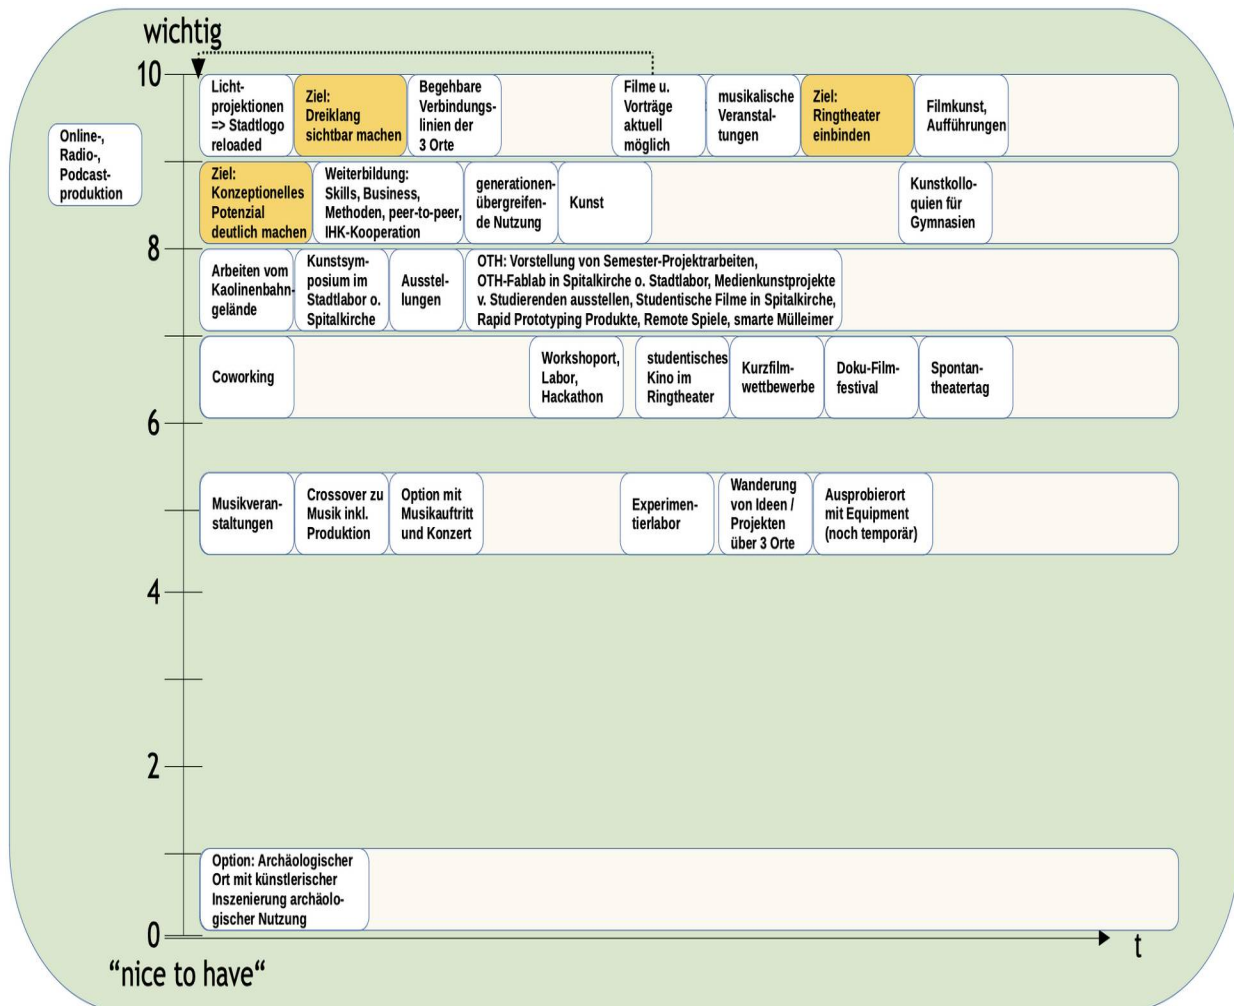 wichtig
10
Licht-
projektionen
=> Stadtlogo
reloaded
Ziel:
Dreiklang
sichtbar machen
Begehbare
Verbindungs-
linien der
3 Orte
Filme u.
Vorträge
aktuell
möglich
musikalische
Veranstal-
tungen
Ziel:
Ringtheater
einbinden
Filmkunst,
Aufführungen
Online-,
Radio-,
Podcast-
produktion
Ziel:
Konzeptionelles
Potenzial
deutlich machen
Weiterbildung:
Skills, Business,
Methoden, peer-to-peer,
IHK-Kooperation
generationen-
übergreifen-
de Nutzung
Kunst
Kunstkollo-
quien für
Gymnasien
8
Arbeiten vom
Kaolinenbahn-
gelände
Kunstsym-
posium im
Stadtlabor o.
Spitalkirche
Ausstel-
lungen
OTH: Vorstellung von Semester-Projektarbeiten,
OTH-Fablab in Spitalkirche o. Stadtlabor, Medienkunstprojekte
v. Studierenden ausstellen, Studentische Filme in Spitalkirche,
Rapid Prototyping Produkte, Remote Spiele, smarte Mülleimer
Coworking
Workshoport,
Labor,
Hackathon
studentisches
Kino im
Ringtheater
Kurzfilm-
wettbewerbe
Doku-Film-
festival
Spontan-
theatertag
6
Musikveran-
staltungen
Crossover zu
Musik inkl.
Produktion
Option mit
Musikauftritt
und Konzert
Experimen-
tierlabor
Wanderung
von Ideen /
Projekten
über 3 Orte
Ausprobierort
mit Equipment
(noch temporär)
4
2
Option: Archäologischer
Ort mit künstlerischer
Inszenierung archäolo-
gischer Nutzung
0
t
“nice to have“